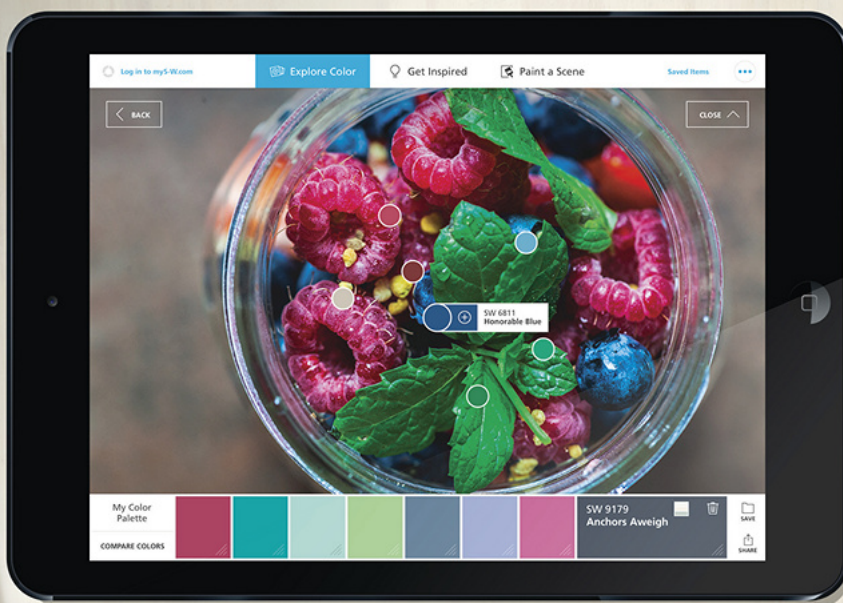 Log in to myS-W.com
Explore Color
Get Inspired
Paint a Scene
Saved Items
BACK
CLOSE
SW 6811
Honorable Blue
My Color
Palette
COMPARE COLORS
SW 9179
Anchors Aweigh
SAVE
SHARE